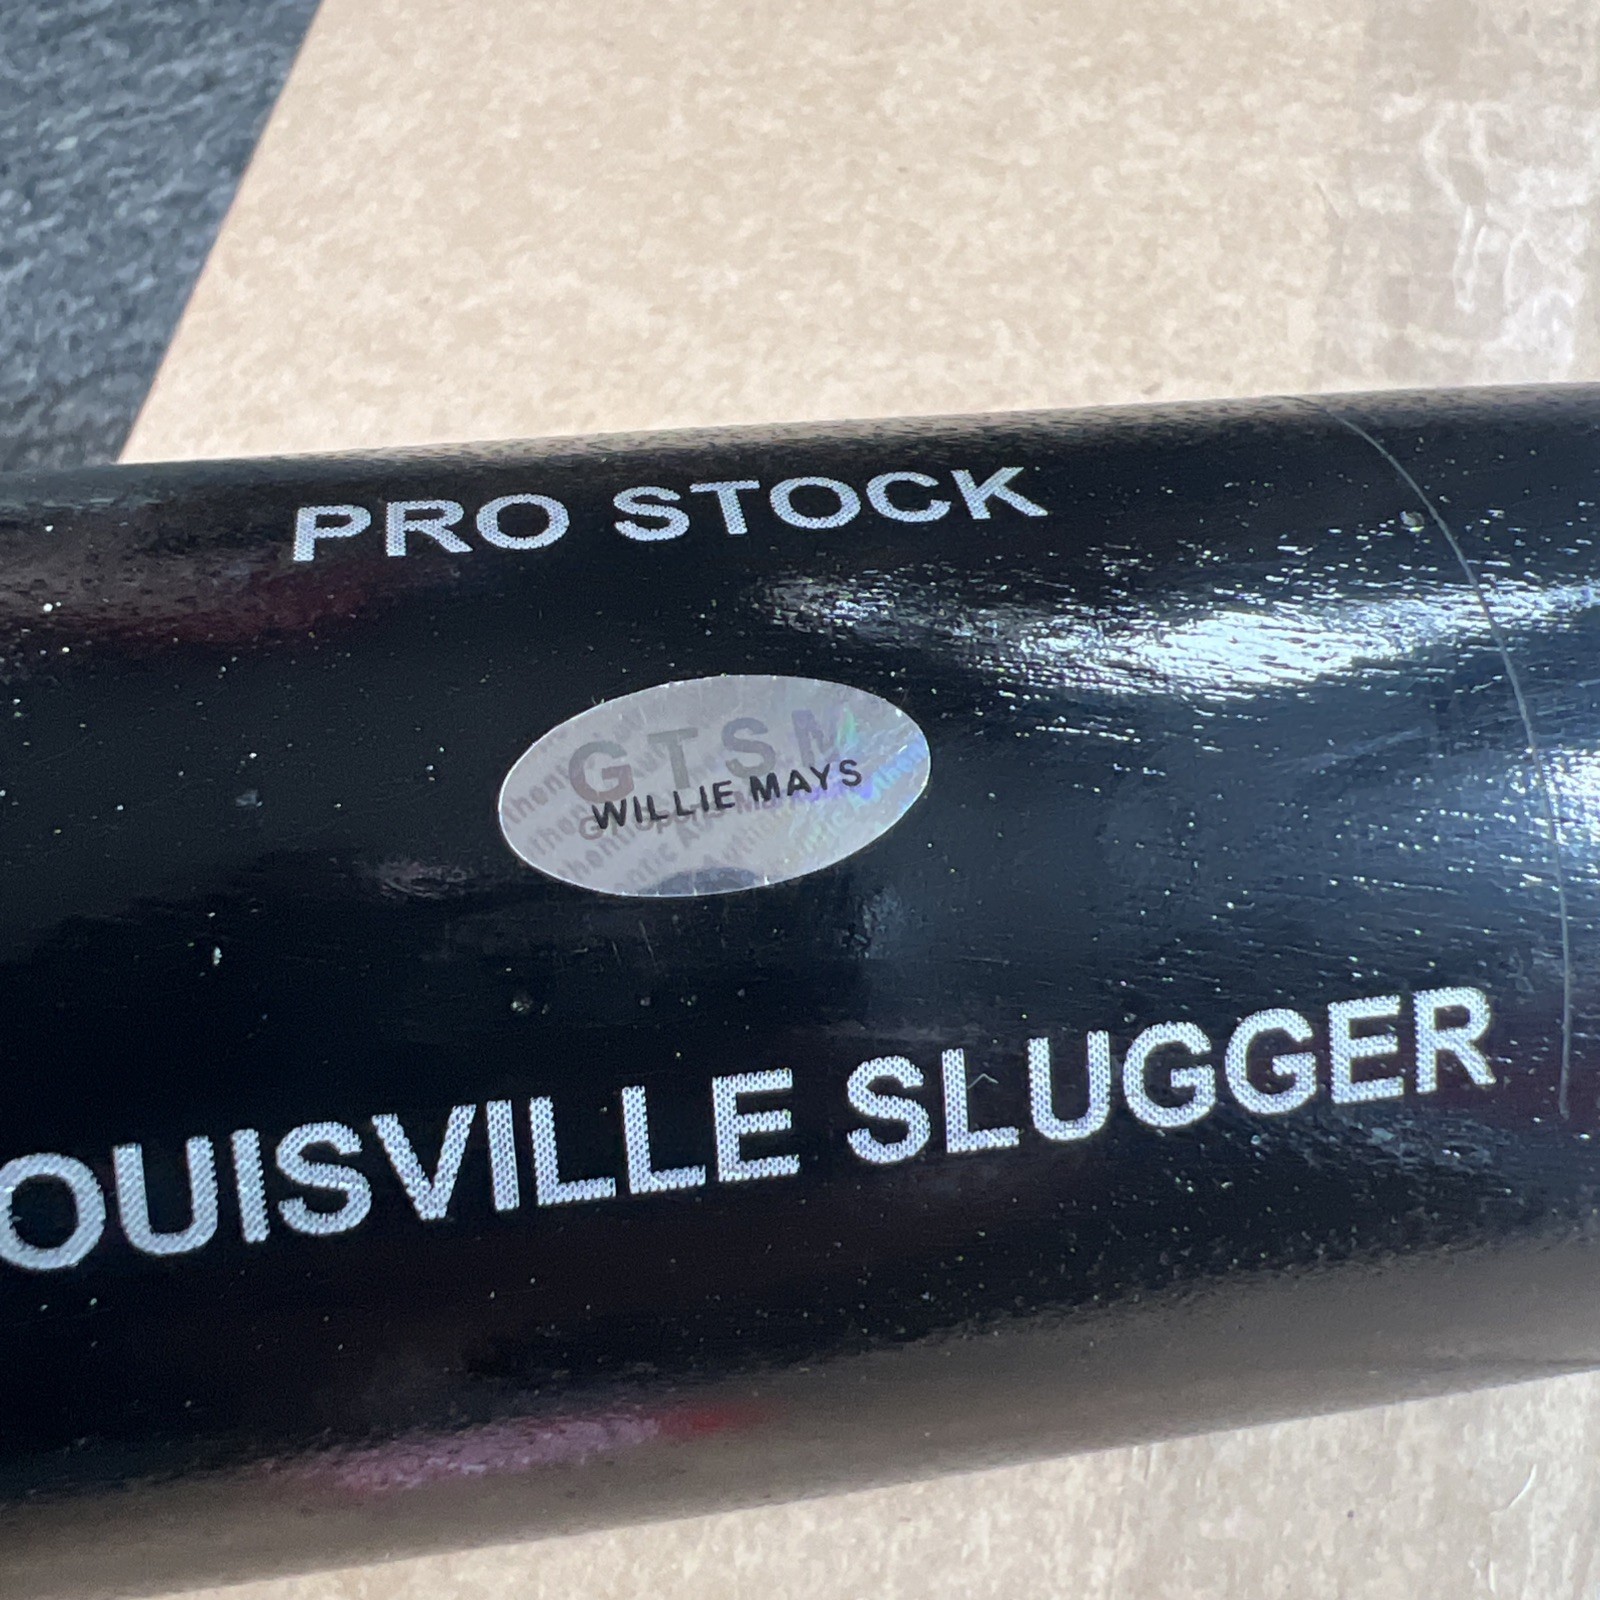 PRO STOCK
GTSM
WILLIE MAYS
OUISVILLE SLUGGER